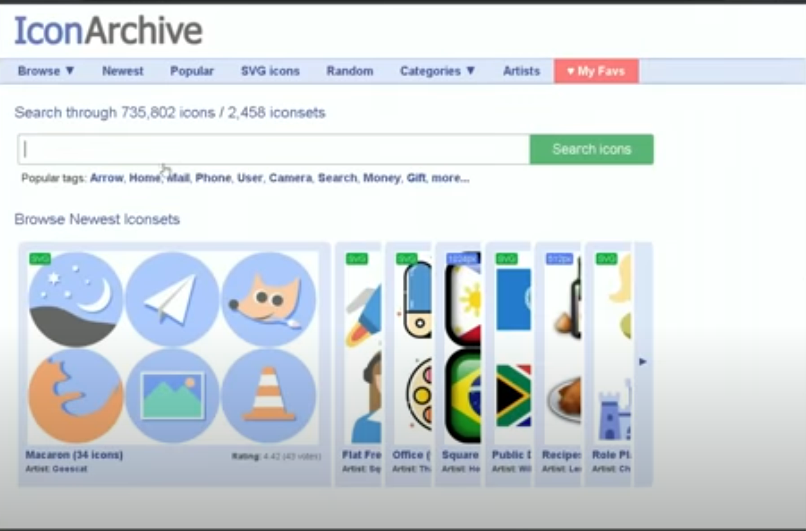 IconArchive
Browse ▼ Newest Popular SVG icons Random Categories ▼ Artists ♥ My Favs
Search through 735,802 icons / 2,458 iconsets
Search icons
Popular tags: Arrow, Home, Mail, Phone, User, Camera, Search, Money, Gift, more...
Browse Newest Iconsets
SVG SVG SVG 1024px SVG 512px SVG
Macaron (34 icons) Rating: 4.42 (43 votes) Flat Fre Office ( Square Public D Recipe Role Pl
Artist: Geescat Artist: Sq Artist: Th Artist: Ho Artist: Wi Artist: Le Artist: Ch